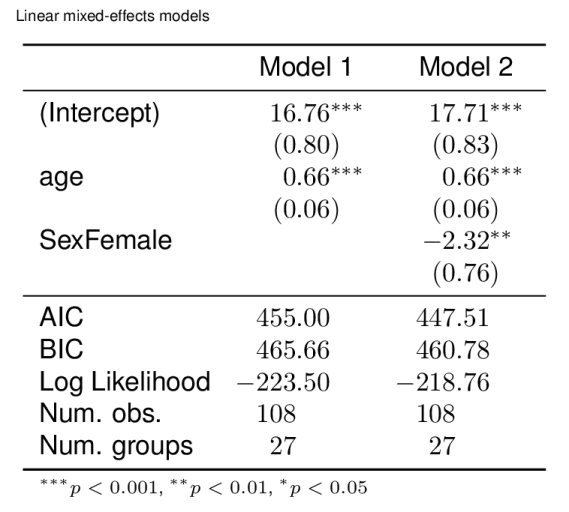 Linear mixed-effects models
Model 1 Model 2
(Intercept) 16.76*** 17.71***
(0.80) (0.83)
age 0.66*** 0.66***
(0.06) (0.06)
SexFemale −2.32**
(0.76)
AIC 455.00 447.51
BIC 465.66 460.78
Log Likelihood −223.50 −218.76
Num. obs. 108 108
Num. groups 27 27
***p < 0.001, **p < 0.01, *p < 0.05